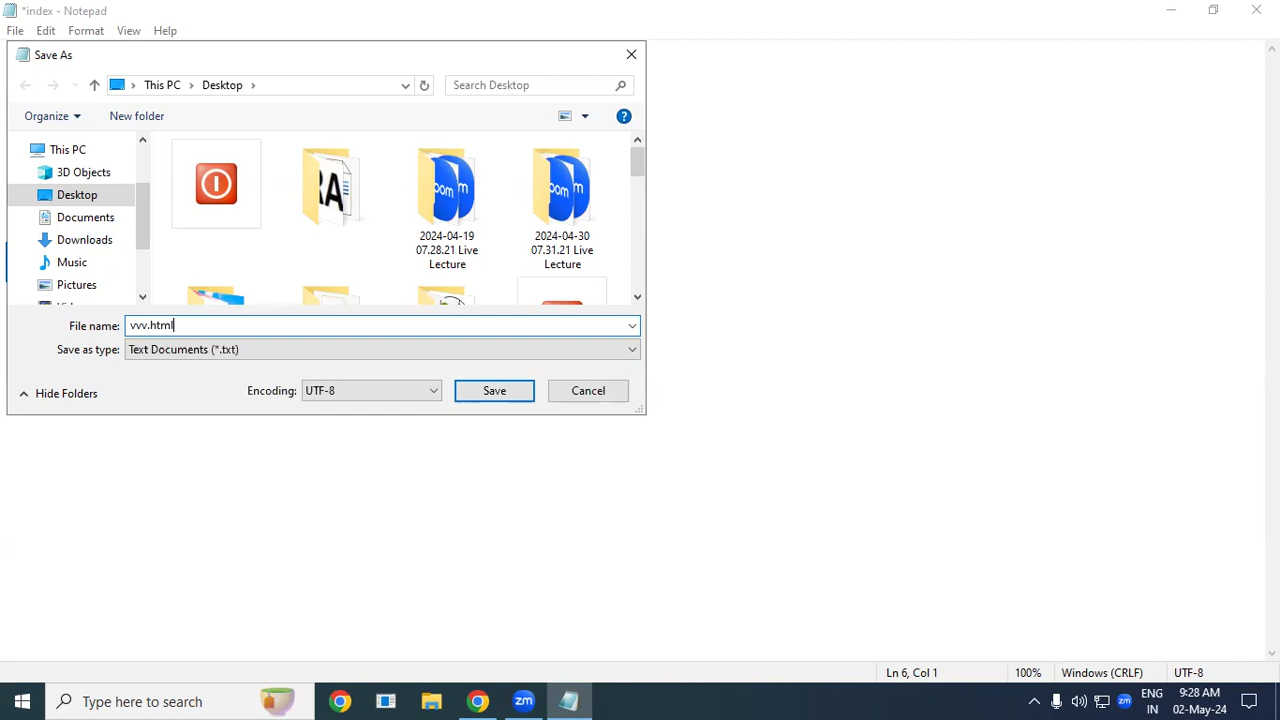 *index - Notepad
File Edit Format View Help
Save As
This PC Desktop
Search Desktop
Organize New folder
This PC
3D Objects
Desktop
Documents
Downloads
Music
Pictures
2024-04-19
07.28.21 Live
Lecture
2024-04-30
07.31.21 Live
Lecture
File name: vvv.html
Save as type: Text Documents (*.txt)
Hide Folders
Encoding: UTF-8
Save
Cancel
Ln 6, Col 1
100%
Windows (CRLF)
UTF-8
Type here to search
zm
zm
ENG
IN
9:28 AM
02-May-24